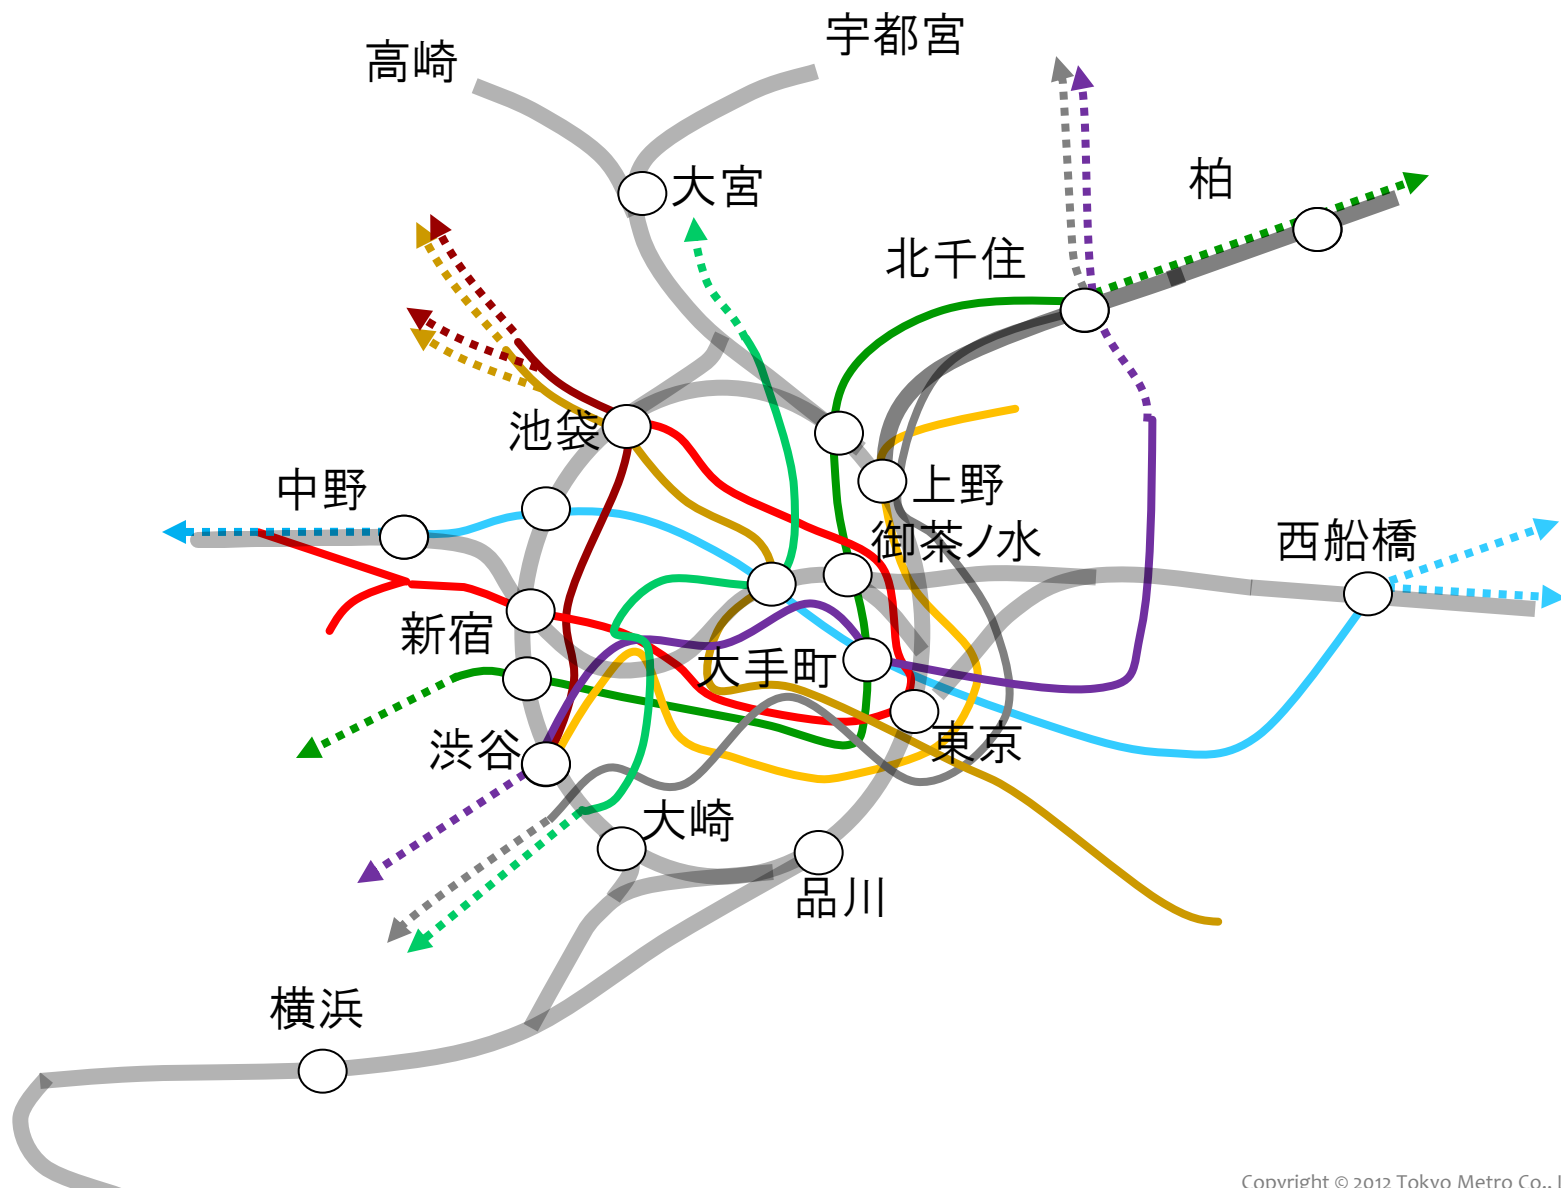 宇都宮
高崎
柏
大宮
北千住
池袋
中野
上野
御茶ノ水
西船橋
新宿
大手町
渋谷
東京
大崎
品川
横浜
Copyright © 2012 Tokyo Metro Co.,